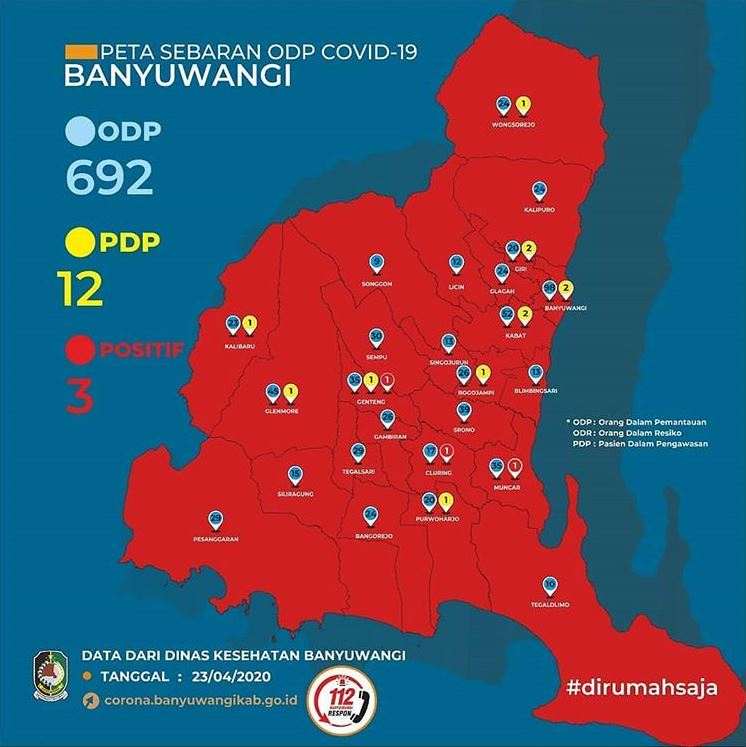 PETA SEBARAN ODP COVID-19
BANYUWANGI
ODP
692
PDP
12
POSITIF
3
24 1
WONGSOREJO
24
KALIPURO
20 2
GIRI
24
GLAGAH
98 2
BANYUWANGI
9
SONGGON
12
LICIN
52 2
KABAT
23 1
KALIBARU
30
SEMPU
13
SINGOJURUH
26 1
ROGOJAMPI
13
BLIMBINGSARI
45 1
GLENMORE
35 1 1
GENTENG
26
GAMBIRAN
39
SRONO
* ODP : Orang Dalam Pemantauan
ODR : Orang Dalam Resiko
PDP : Pasien Dalam Pengawasan
29
TEGALSARI
17 1
CLURING
35 1
MUNCAR
15
SILIRAGUNG
29
PESANGGARAN
24
BANGOREJO
20 1
PURWOHARJO
10
TEGALDLIMO
DATA DARI DINAS KESEHATAN BANYUWANGI
TANGGAL : 23/04/2020
corona.banyuwangikab.go.id
112
BANYUWANGI
RESPON
#dirumahsaja